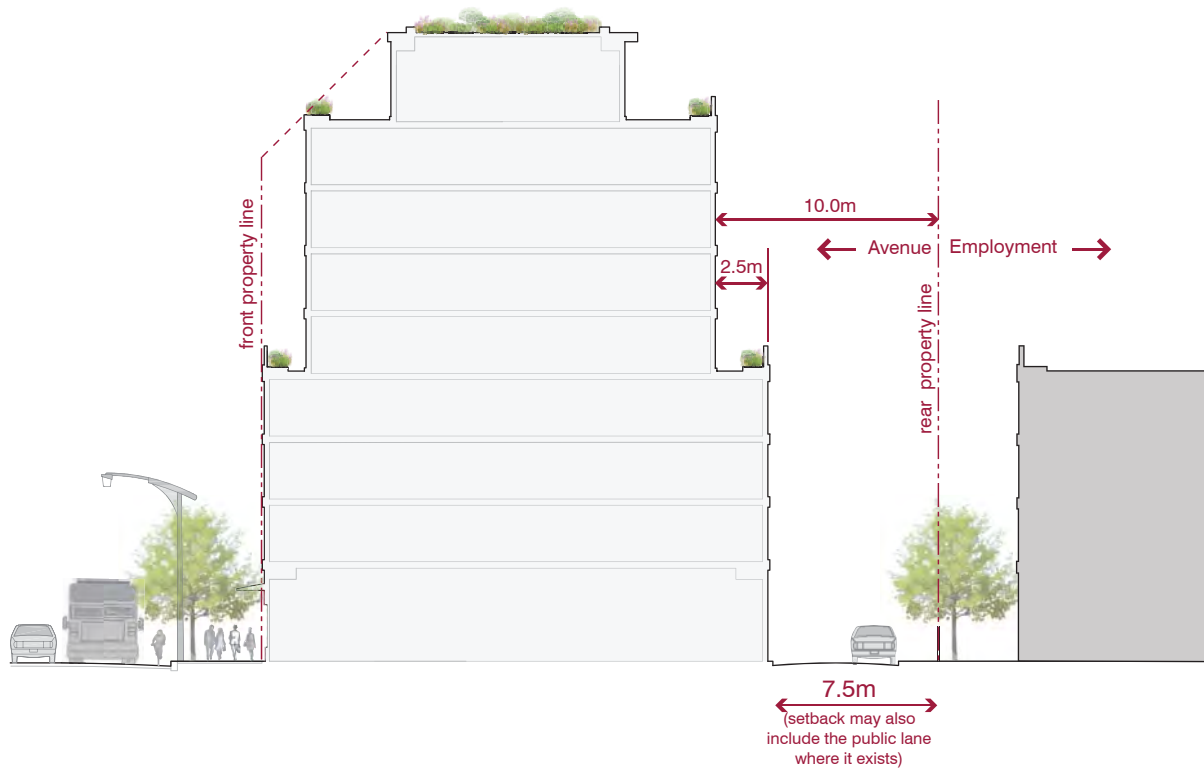 front property line
10.0m
Avenue
Employment
2.5m
rear property line
7.5m
(setback may also
include the public lane
where it exists)